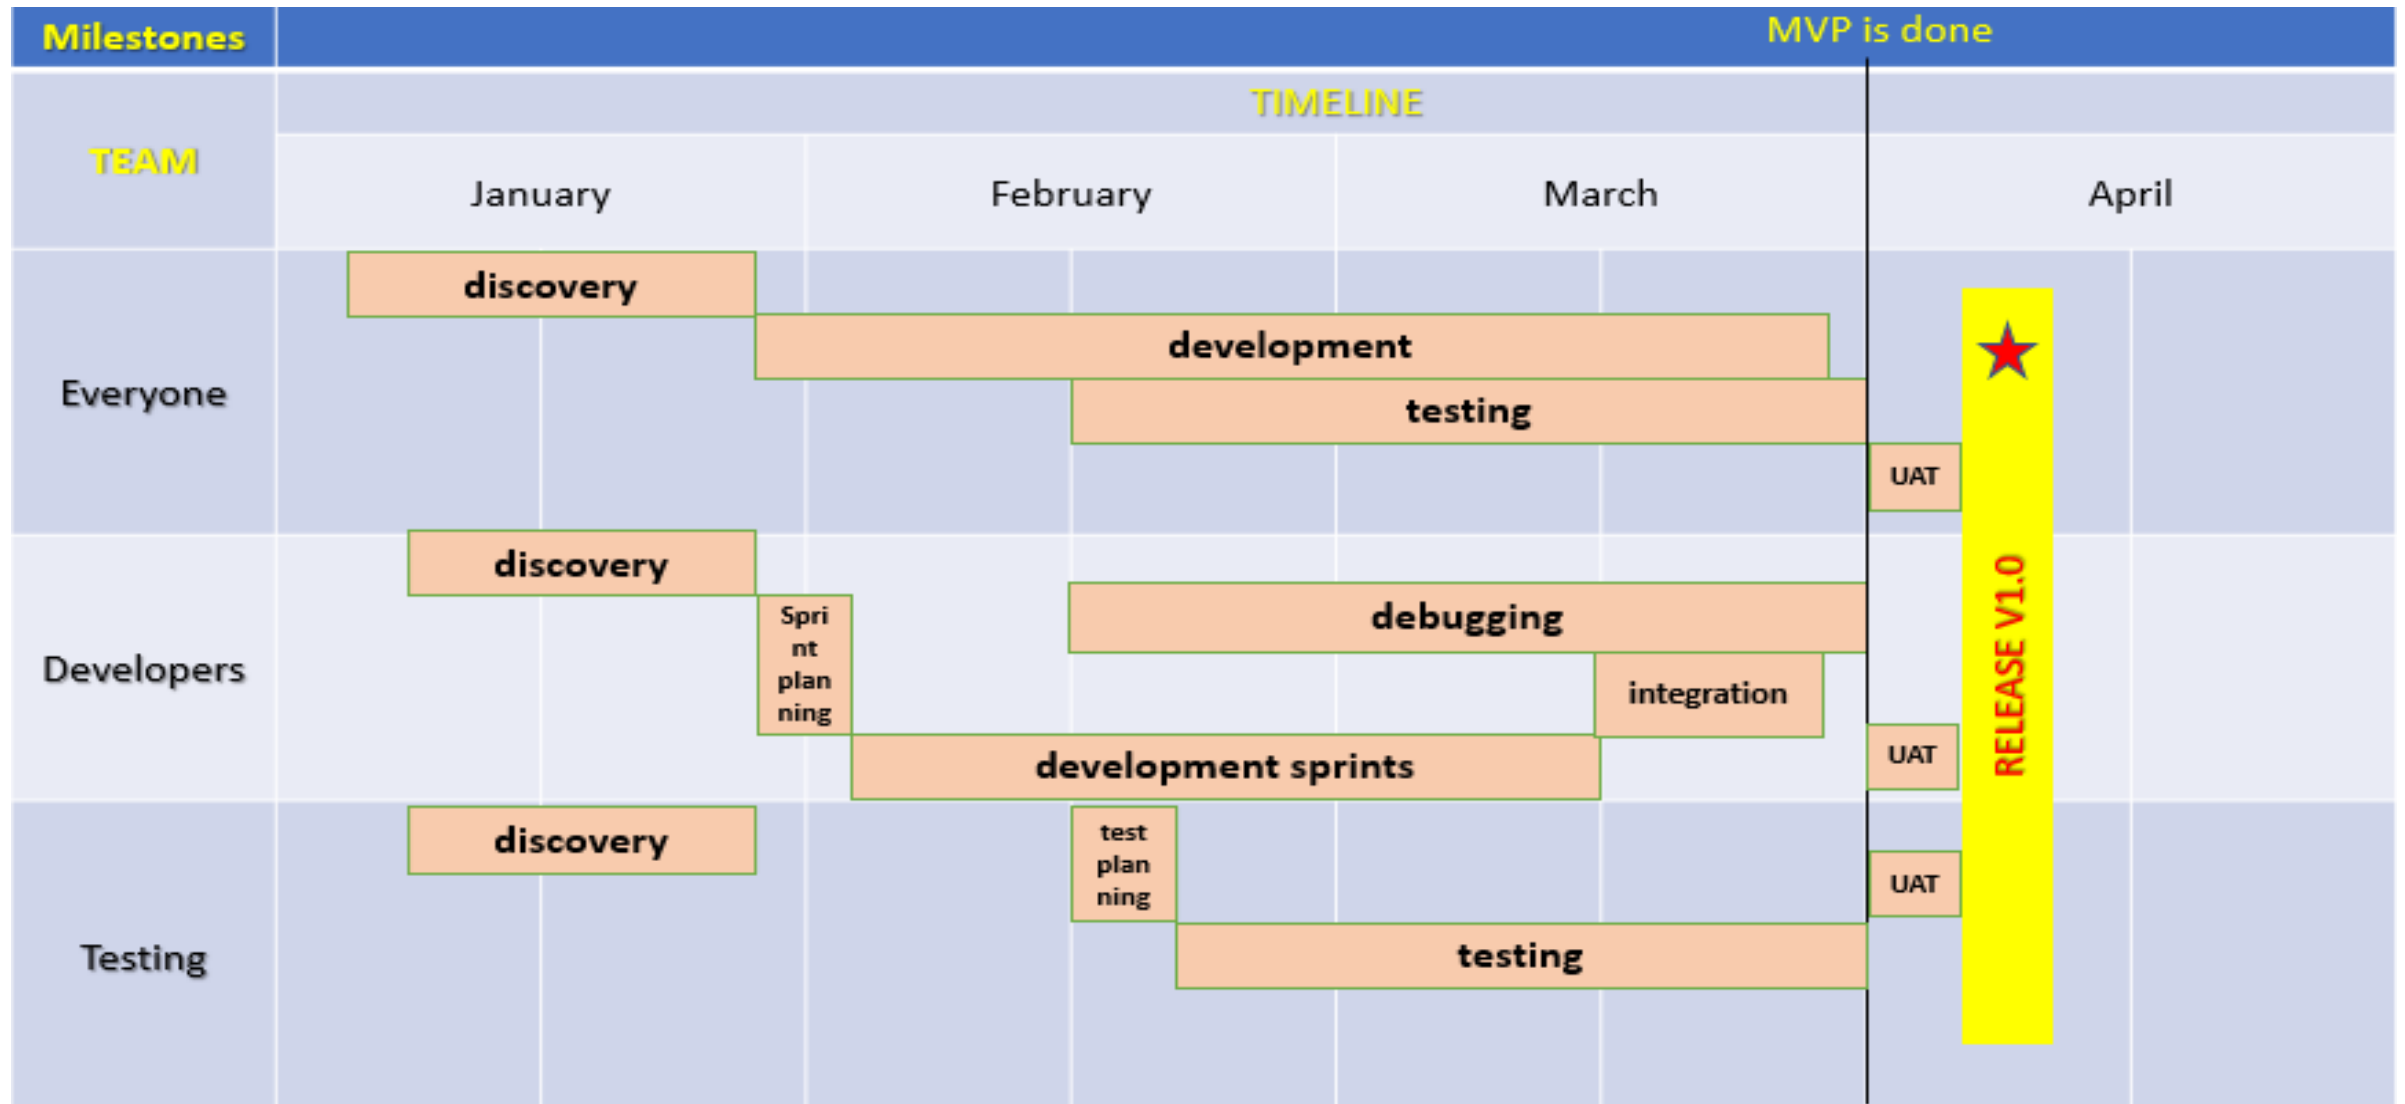 Milestones
MVP is done
TIMELINE
TEAM
January
February
March
April
Everyone
discovery
development
testing
UAT
RELEASE V1.0
Developers
discovery
Spri
nt
plan
ning
debugging
integration
development sprints
UAT
Testing
discovery
test
plan
ning
testing
UAT